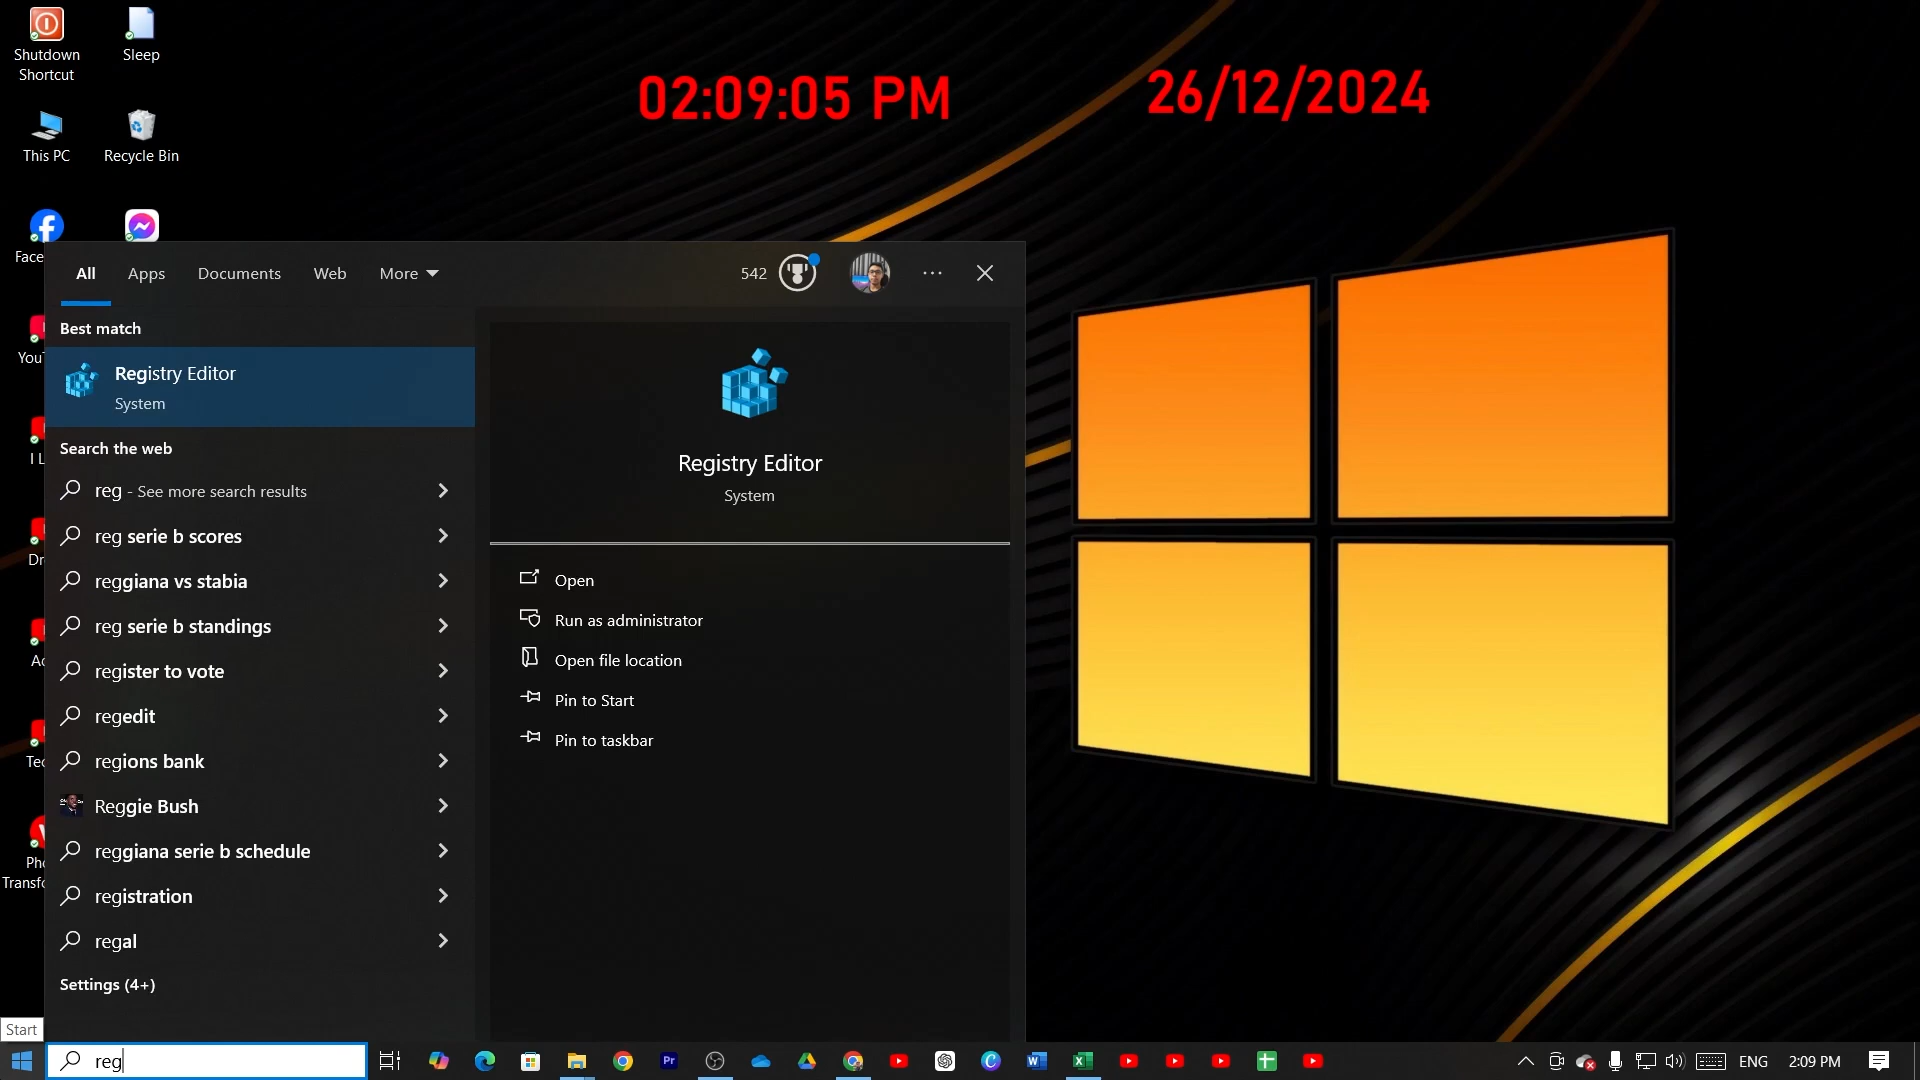 Shutdown
Shortcut
Sleep
02:09:05 PM
26/12/2024
This PC
Recycle Bin
All
Apps
Documents
Web
More
542
Best match
Registry Editor
System
Search the web
reg - See more search results
reg serie b scores
reggiana vs stabia
reg serie b standings
register to vote
regedit
regions bank
Reggie Bush
reggiana serie b schedule
registration
regal
Settings (4+)
Registry Editor
System
Open
Run as administrator
Open file location
Pin to Start
Pin to taskbar
Start
reg
Pr
ENG
2:09 PM